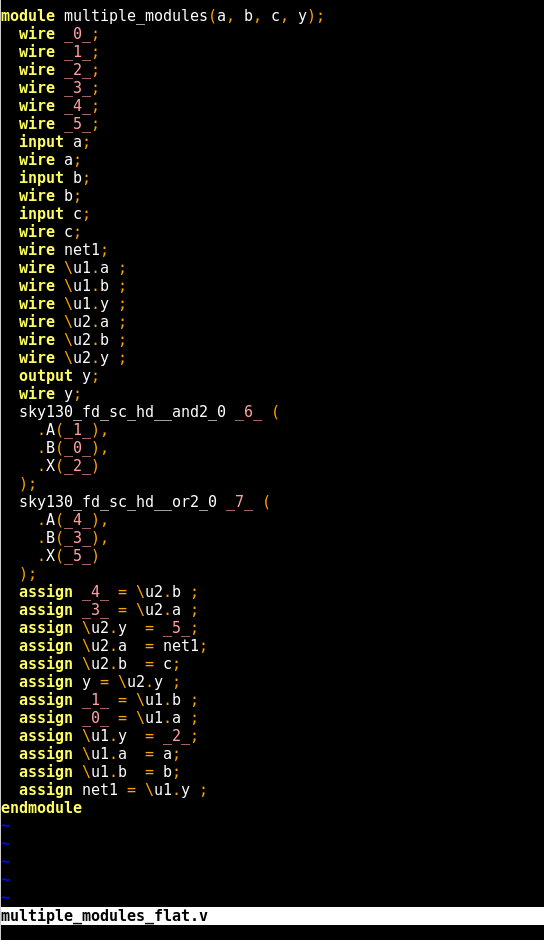 module multiple_modules(a, b, c, y);
  wire _0_;
  wire _1_;
  wire _2_;
  wire _3_;
  wire _4_;
  wire _5_;
  input a;
  wire a;
  input b;
  wire b;
  input c;
  wire c;
  wire net1;
  wire \u1.a ;
  wire \u1.b ;
  wire \u1.y ;
  wire \u2.a ;
  wire \u2.b ;
  wire \u2.y ;
  output y;
  wire y;
  sky130_fd_sc_hd__and2_0 _6_ (
    .A(_1_),
    .B(_0_),
    .X(_2_)
  );
  sky130_fd_sc_hd__or2_0 _7_ (
    .A(_4_),
    .B(_3_),
    .X(_5_)
  );
  assign _4_ = \u2.b ;
  assign _3_ = \u2.a ;
  assign \u2.y  = _5_;
  assign \u2.a  = net1;
  assign \u2.b  = c;
  assign y = \u2.y ;
  assign _1_ = \u1.b ;
  assign _0_ = \u1.a ;
  assign \u1.y  = _2_;
  assign \u1.a  = a;
  assign \u1.b  = b;
  assign net1 = \u1.y ;
endmodule
~
~
~
~
~
multiple_modules_flat.v